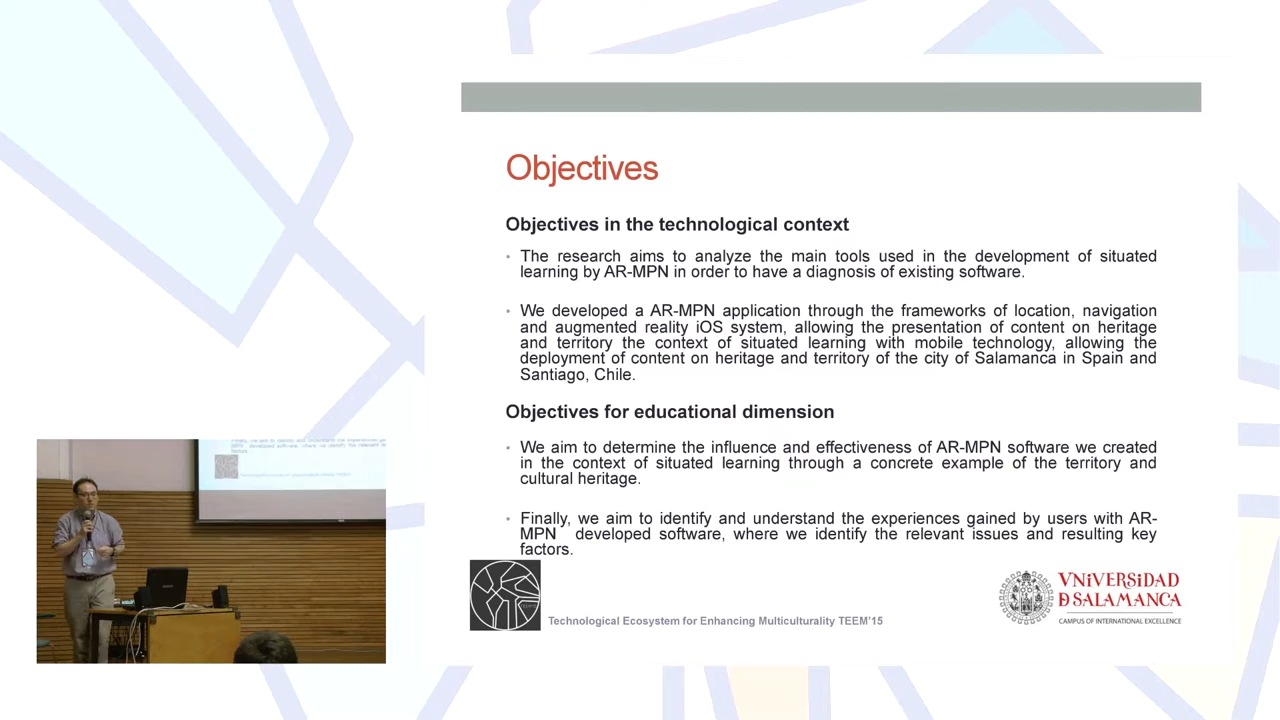 Objectives
Objectives in the technological context
• The research aims to analyze the main tools used in the development of situated
learning by AR-MPN in order to have a diagnosis of existing software.
• We developed a AR-MPN application through the frameworks of location, navigation
and augmented reality iOS system, allowing the presentation of content on heritage
and territory the context of situated learning with mobile technology, allowing the
deployment of content on heritage and territory of the city of Salamanca in Spain and
Santiago, Chile.
Objectives for educational dimension
• We aim to determine the influence and effectiveness of AR-MPN software we created
in the context of situated learning through a concrete example of the territory and
cultural heritage.
• Finally, we aim to identify and understand the experiences gained by users with AR-
MPN developed software, where we identify the relevant issues and resulting key
factors.
Technological Ecosystem for Enhancing Multiculturality TEEM'15
VNiVERSiDAD
D SALAMANCA
CAMPUS OF INTERNATIONAL EXCELLENCE